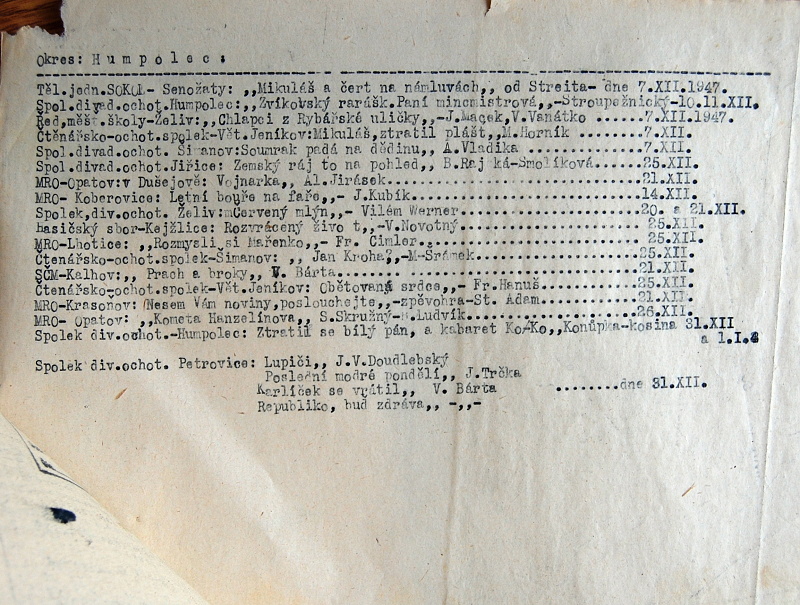 Okres: H u m p o l e c :
Těl.jedn.SOKOL- Senožaty: ,,Mikuláš a čert na námluvách,, od Streita- dne 7.XII.1947.
Spol.divad.ochot.Humpolec:,,Zvíkovský rarášk.Paní mincmistrová,,-Stroupežnický-10.11.XII.
Řed.měšť.školy-Želiv:,,Chlapci z Rybářské uličky,,-J.Maçek,V.Vanátko ......7.XII.1947.
Čtenářsko-ochot.spolek-Vět.Jeníkov:Mikuláš,ztratil plášť,,M.Horník ........7.XII.
Spol.divad.ochot. Šimanov:Soumrak padá na dědinu,, A.Vladika ..............7.XII.
Spol.divad.ochot.Jiřice: Zemský ráj to na pohled,, B.Raj ká-Smolíková......25.XII.
MRO-Opatov:v Dušejově: Vojnarka,, Al.Jirásek...............................21.XII.
MRO- Koberovice: Letní bouře na faře,,- J.Kubík............................14.XII.
Spolek,div.ochot. Želiv:mČervený mlýn,,- Vilém Werner......................20. a 21.XII.
hasičský sbor-Kejžlice: Rozvrácený živo t,,-V.Novotný......................25.XII.
MRO-Lhotice: ,,Rozmysli si Mařenko,,- Fr. Cimler...........................25.XII.
Čtenářsko-ochot.spolek-Šimanov: ,, Jan Kroha?,,-M-Šrámek...................25.XII.
SČM-Kalhov:,, Prach a broky,, V. Bárta.....................................21.XII.
Čtenářsko-ochot.spolek-Vět.Jeníkov: Obětovaná srdce,,- Fr.Hanuš............25.XII.
MRO-Krasoňov: Nesem Vám noviny,poslouchejte,,-zpěvohra-St. Adam............21.XII.
MRO- Opatov: ,,Kometa Hanzelínova,, S.Skružný- Ludvík......................26.XII.
Spolek div.ochot.-Humpolec: Ztratil se bílý pán, a kabaret Ko-Ko,,Konůpka-kosina 31.XII
a 1.I.
Spolek div.ochot. Petrovice: Lupiči,, J.V.Doudlebský
Poslední modré pondělí,, J.Trčka
Karlíček se vrátil,, V. Bárta ........dne 31.XII.
Republiko, buď zdráva,, -,,-